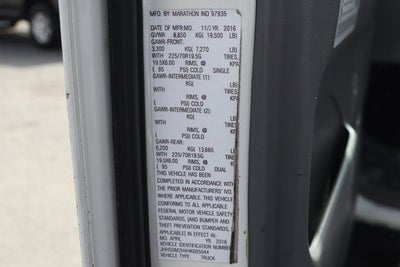 MFG. BY: MARATHON IND 97935
DATE OF MFR/MO. 11/ YR. 2016
GVWR: 8,850 KG( 19,500 LB)
GAWR-FRONT:
3,300 KG( 7,270 LB)
WITH 225/70R19.5G TIRES,
19.5X6.00 RIMS, @ KPA
( 95 PSI) COLD SINGLE
GAWR-INTERMEDIATE (1):
KG( LB)
WITH TIRES,
RIMS, @ KPA
( PSI) COLD
GAWR-INTERMEDIATE (2):
KG( LB)
WITH TIRES
RIMS, @
( PSI) COLD
GAWR-REAR:
6,200 KG( 13,660 LB
WITH 225/70R19.5G TIRE
19.5X6.00 RIMS, @ K
( 95 PSI) COLD DUAL
THIS VEHICLE HAS BEEN
COMPLETED IN ACCORDANCE WITH
THE PRIOR MANUFACTURERS' IVD,
WHERE APPLICABLE. THIS VEHICLE
CONFORMS TO ALL APPLICABLE
FEDERAL MOTOR VEHICLE SAFETY
STANDARDS, [AND BUMPER AND
THEFT PREVENTION STANDARDS, IF
APPLICABLE] IN EFFECT IN
MO. APRIL YR. 2016
VEHICLE IDENTIFICATION NUMBER:
VEHICLE TYPE: TRUCK